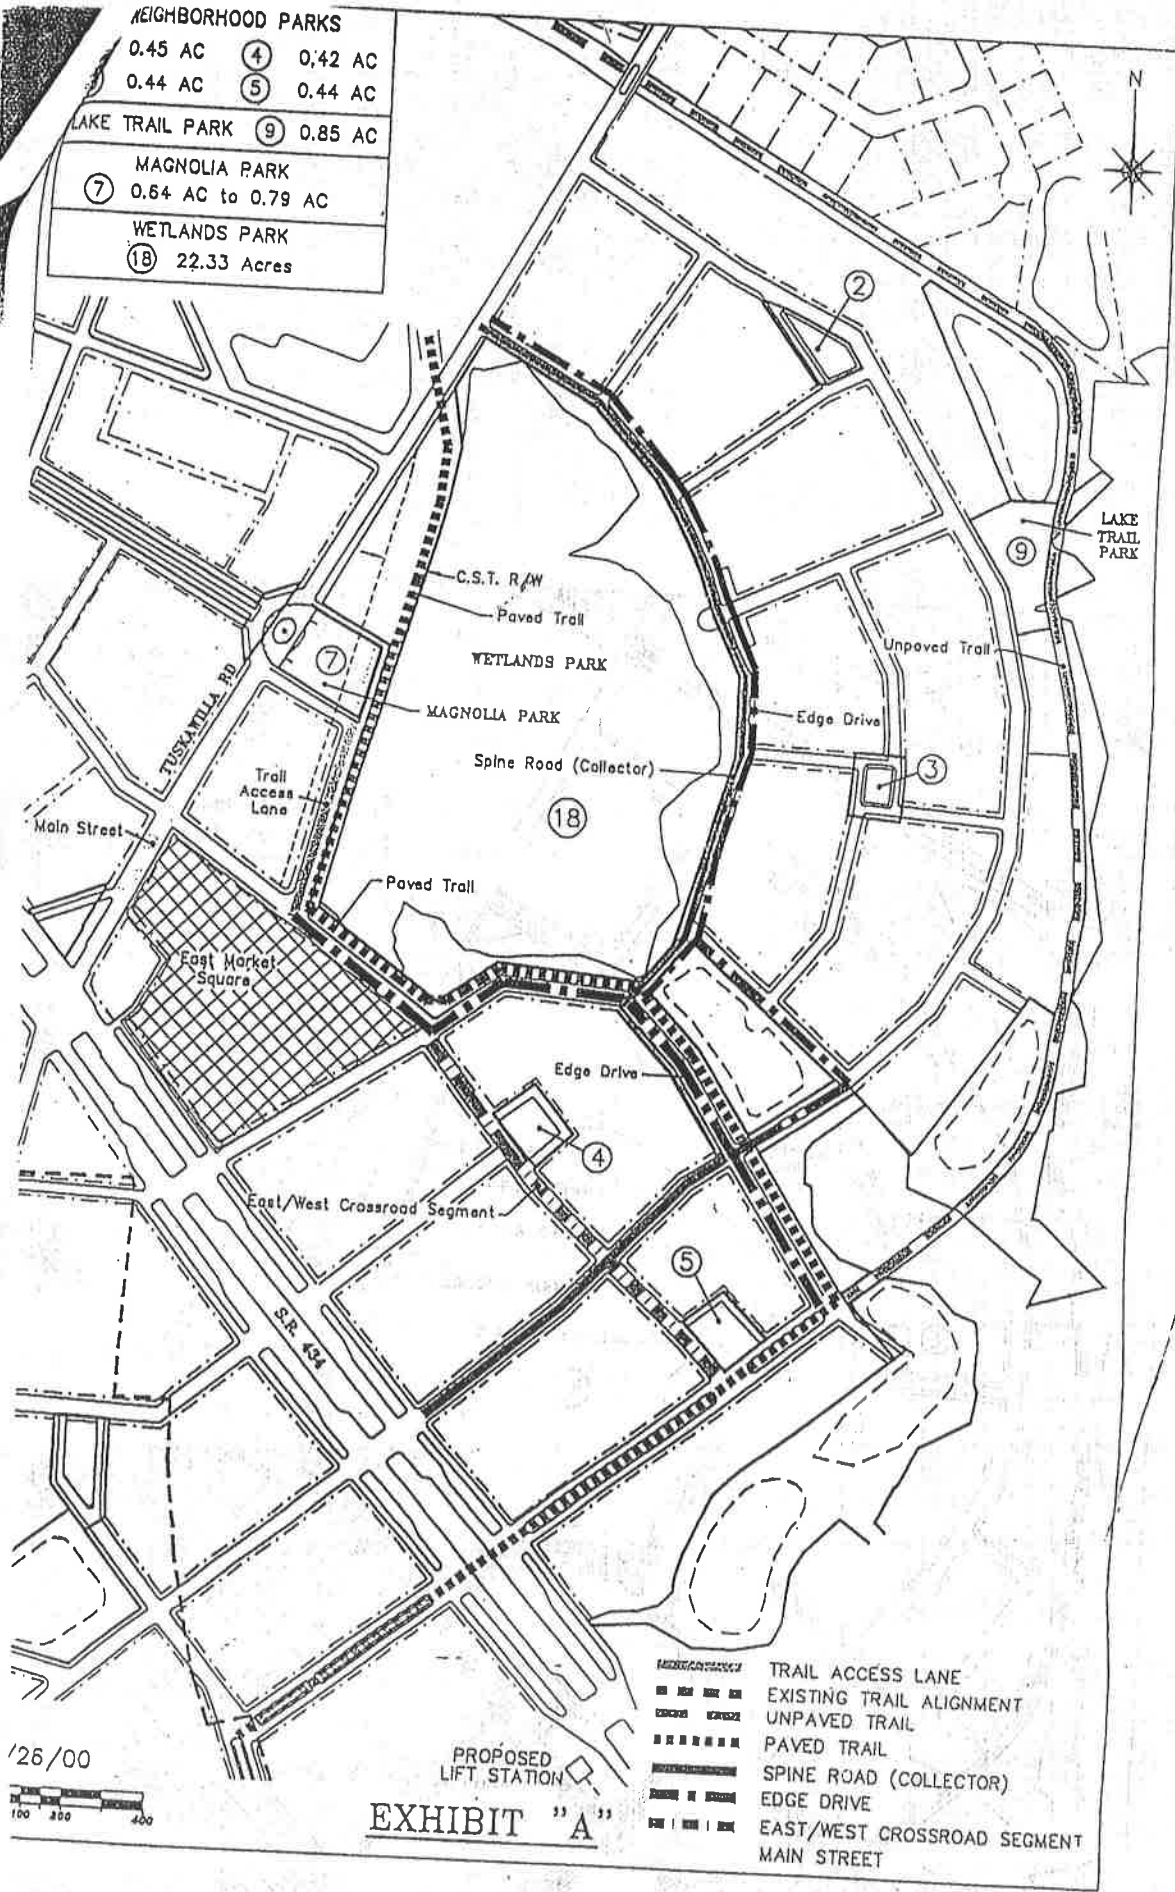 NEIGHBORHOOD PARKS
0.45 AC 4 0.42 AC
0.44 AC 5 0.44 AC
LAKE TRAIL PARK 9 0.85 AC
MAGNOLIA PARK
7 0.64 AC to 0.79 AC
WETLANDS PARK
18 22.33 Acres
N
2
LAKE
TRAIL
PARK
9
C.S.T. R/W
Paved Trail
WETLANDS PARK
Unpaved Trail
7
TUSKAWILLA RD
MAGNOLIA PARK
Edge Drive
Spine Road (Collector)
3
Trail
Access
Lane
18
Main Street
Paved Trail
East Market
Square
Edge Drive
4
East/West Crossroad Segment
5
S.R. 434
TRAIL ACCESS LANE
EXISTING TRAIL ALIGNMENT
UNPAVED TRAIL
PAVED TRAIL
SPINE ROAD (COLLECTOR)
EDGE DRIVE
EAST/WEST CROSSROAD SEGMENT
MAIN STREET
/26/00
100 200 400
PROPOSED
LIFT STATION
EXHIBIT "A"